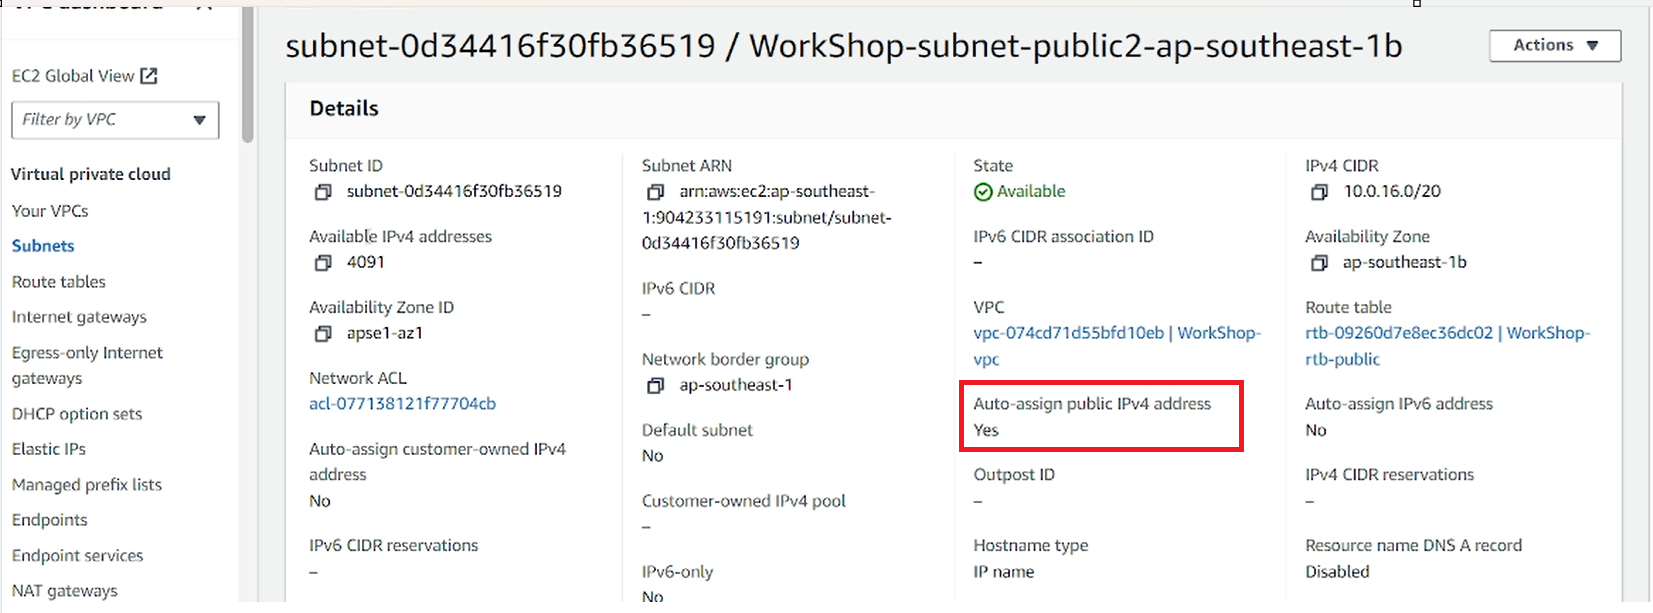 EC2 Global View
Filter by VPC
Virtual private cloud
Your VPCs
Subnets
Route tables
Internet gateways
Egress-only Internet
gateways
DHCP option sets
Elastic IPs
Managed prefix lists
Endpoints
Endpoint services
NAT gateways
subnet-0d34416f30fb36519 / WorkShop-subnet-public2-ap-southeast-1b
Actions
Details
Subnet ID
subnet-0d34416f30fb36519
Available IPv4 addresses
4091
Availability Zone ID
apse1-az1
Network ACL
acl-077138121f77704cb
Auto-assign customer-owned IPv4
address
No
IPv6 CIDR reservations
–
Subnet ARN
arn:aws:ec2:ap-southeast-
1:904233115191:subnet/subnet-
0d34416f30fb36519
IPv6 CIDR
–
Network border group
ap-southeast-1
Default subnet
No
Customer-owned IPv4 pool
–
IPv6-only
No
State
Available
IPv6 CIDR association ID
–
VPC
vpc-074cd71d55bfd10eb | WorkShop-
vpc
Auto-assign public IPv4 address
Yes
Outpost ID
–
Hostname type
IP name
IPv4 CIDR
10.0.16.0/20
Availability Zone
ap-southeast-1b
Route table
rtb-09260d7e8ec36dc02 | WorkShop-
rtb-public
Auto-assign IPv6 address
No
IPv4 CIDR reservations
–
Resource name DNS A record
Disabled